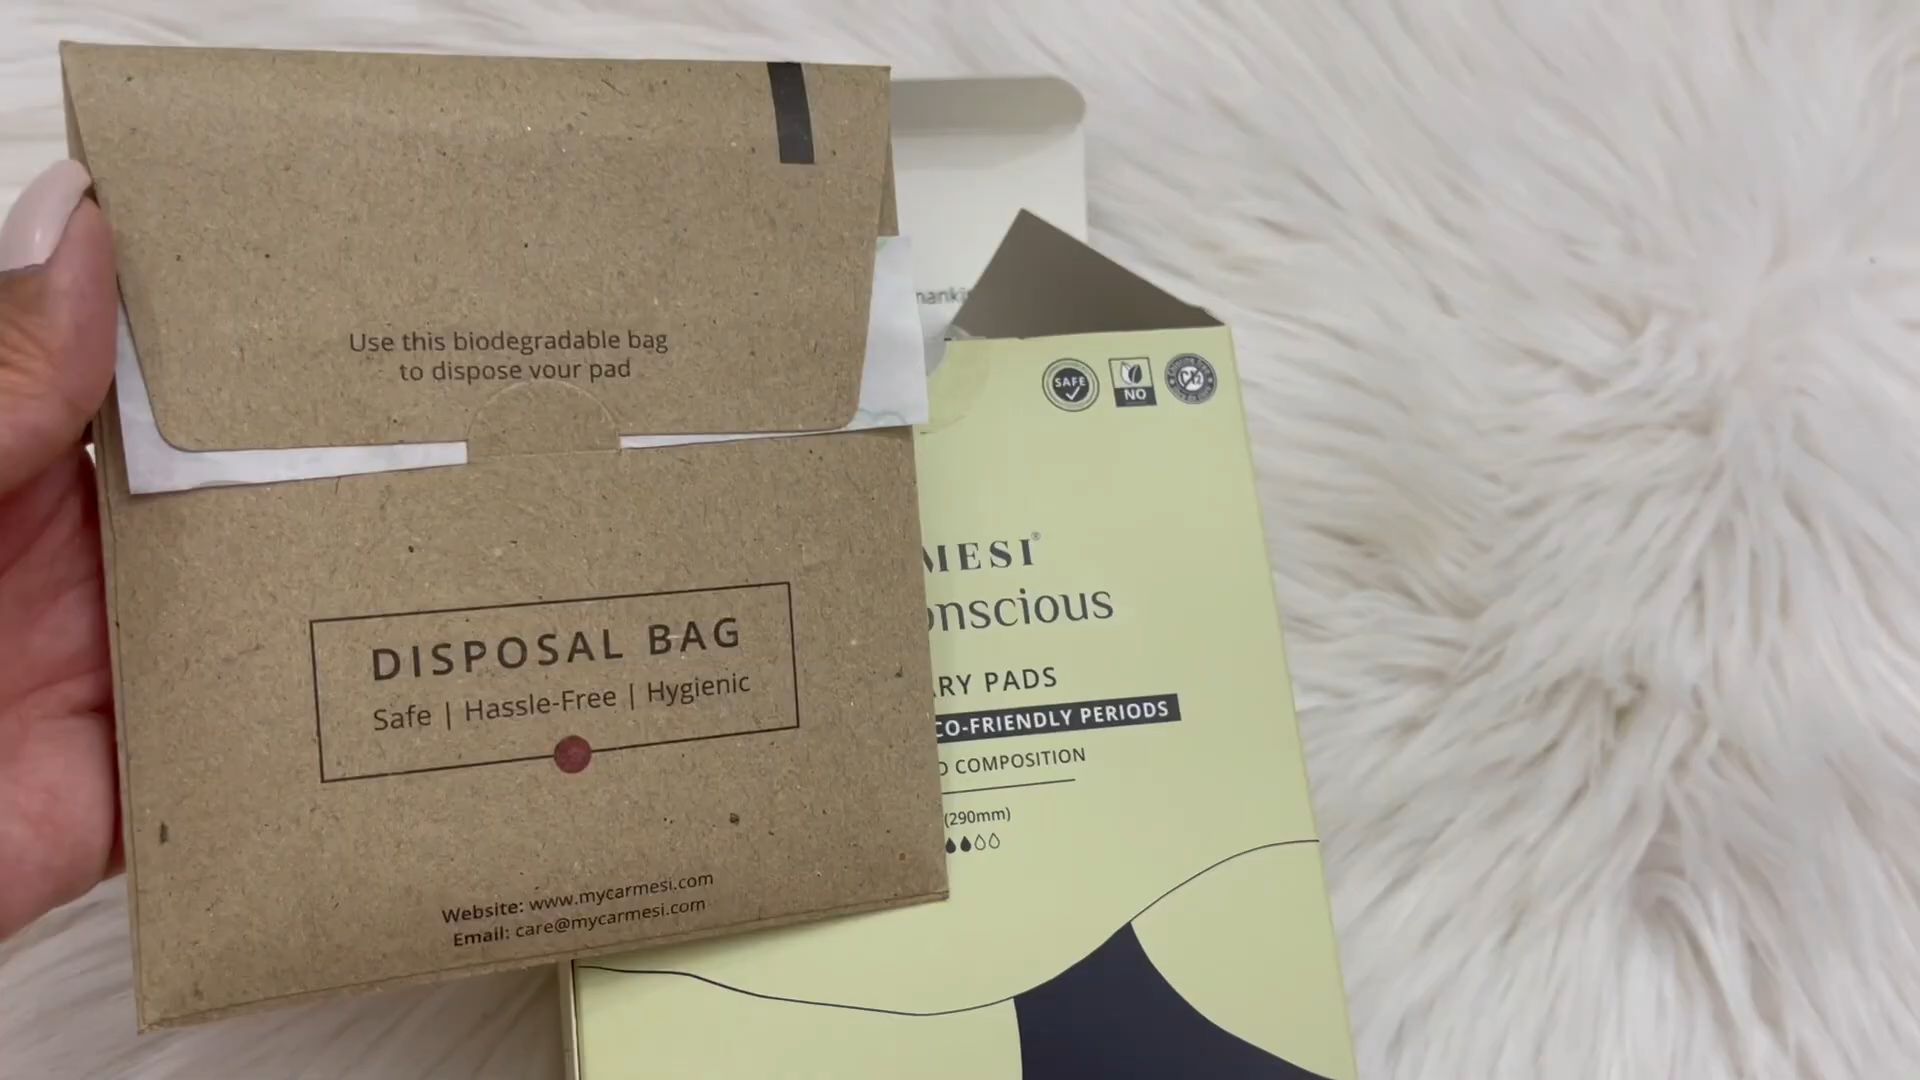 Use this biodegradable bag
to dispose your pad
DISPOSAL BAG
Safe | Hassle-Free | Hygienic
Website: www.mycarmesi.com
Email: care@mycarmesi.com
SAFE
NO
MESI®
onscious
ARY PADS
CO-FRIENDLY PERIODS
D COMPOSITION
(290mm)